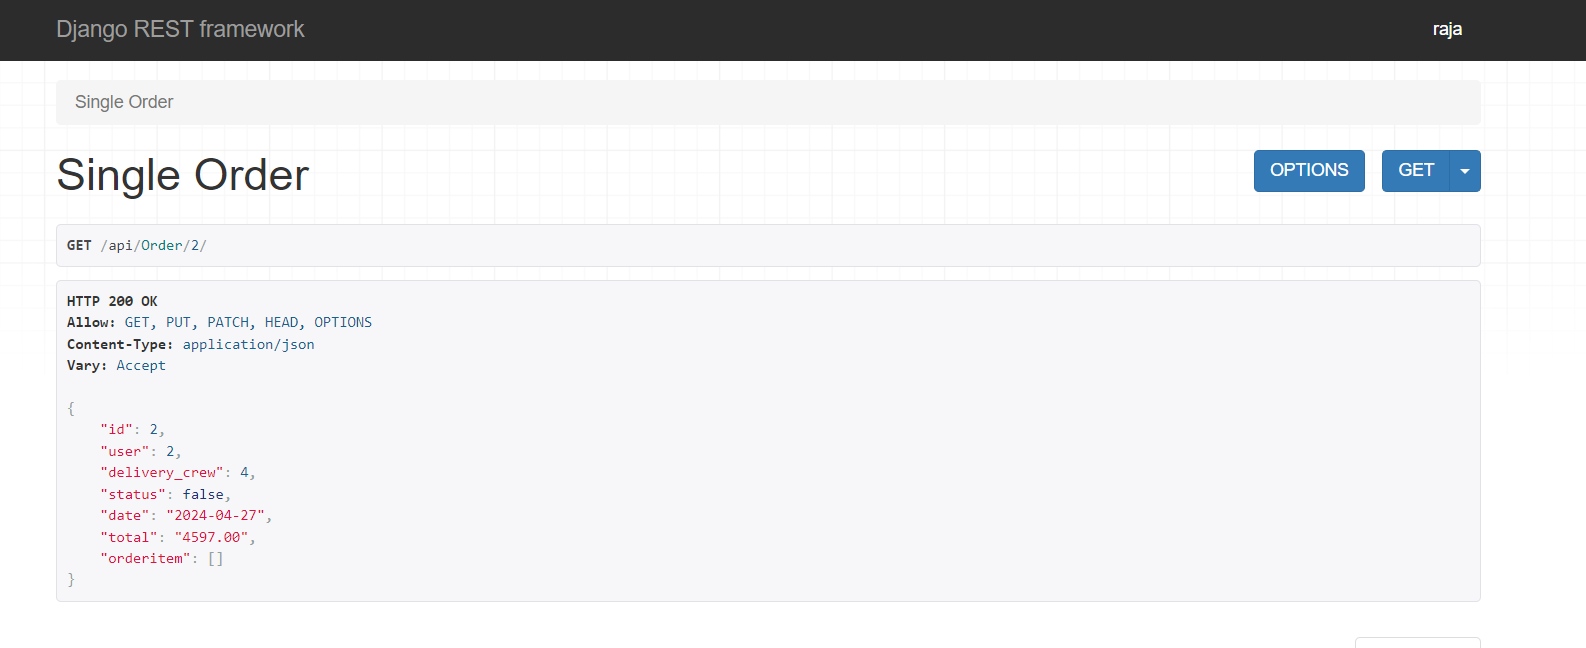 Django REST framework
raja
Single Order
Single Order
OPTIONS
GET
GET /api/Order/2/
HTTP 200 OK
Allow: GET, PUT, PATCH, HEAD, OPTIONS
Content-Type: application/json
Vary: Accept
{
    "id": 2,
    "user": 2,
    "delivery_crew": 4,
    "status": false,
    "date": "2024-04-27",
    "total": "4597.00",
    "orderitem": []
}